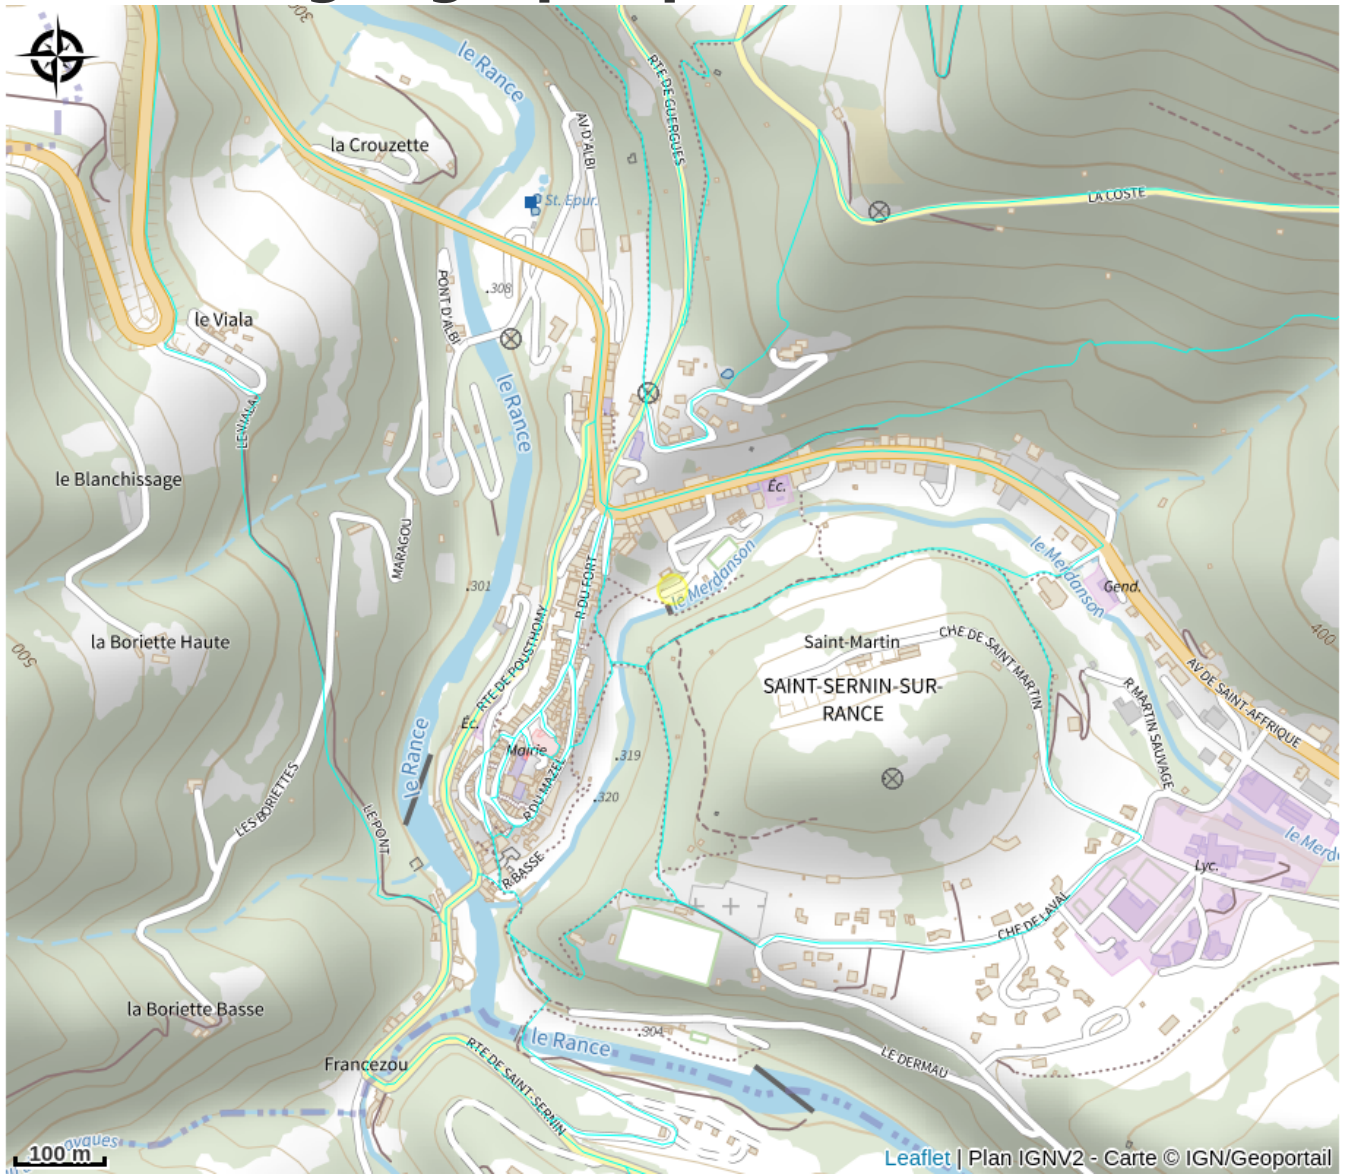 300
le Rance
RTE DE GUERGUES
AV D'ALBI
la Crouzette
LA COSTE
St. Epur.
.308
PONT D'ALBI
le Viala
le Rance
LE VIALA
le Blanchissage
Éc.
MARAGOU
le Merdanson
le Merdanson
R DU FORT
.301
Gend.
la Boriette Haute
500
400
RTE DE POUSTHOMY
Saint-Martin
CHE DE SAINT MARTIN
SAINT-SERNIN-SUR-
RANCE
AV DE SAINT-AFFRIQUE
R MARTIN SAUVAGE
Éc.
Mairie
.319
le Rance
R DU MAZEL
.320
LES BORIETTES
LE PONT
le Merd
R BASSE
Lyc.
CHE DE LAVAL
la Boriette Basse
.304
le Rance
Francezou
RTE DE SAINT-SERNIN
LE DERMAU
100 m
Leaflet | Plan IGNV2 - Carte © IGN/Geoportail